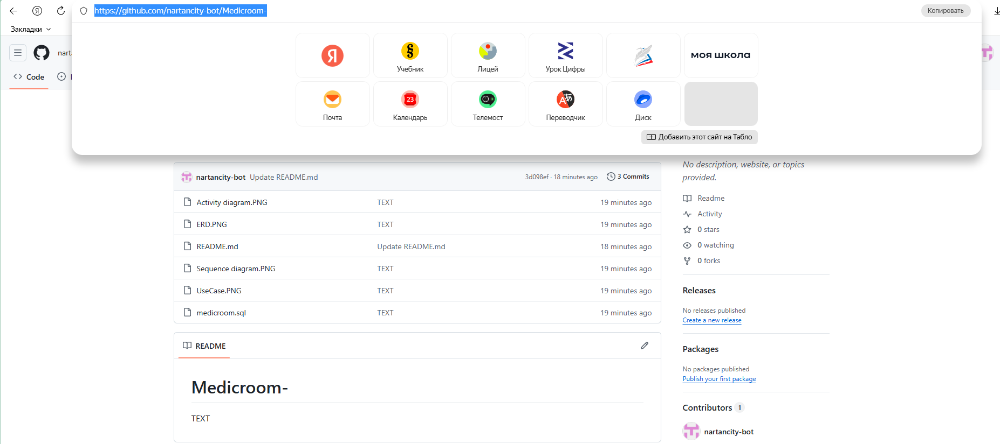 https://github.com/nartancity-bot/Medicroom-
Копировать
Закладки
Учебник
Лицей
Урок Цифры
моя школа
Почта
23
Календарь
Телемост
Переводчик
Диск
Добавить этот сайт на Табло
Code
nartancity-bot Update README.md 3d098ef · 18 minutes ago 3 Commits
Activity diagram.PNG TEXT 19 minutes ago
ERD.PNG TEXT 19 minutes ago
README.md Update README.md 18 minutes ago
Sequence diagram.PNG TEXT 19 minutes ago
UseCase.PNG TEXT 19 minutes ago
medicroom.sql TEXT 19 minutes ago
README
Medicroom-
TEXT
No description, website, or topics
provided.
Readme
Activity
0 stars
0 watching
0 forks
Releases
No releases published
Create a new release
Packages
No packages published
Publish your first package
Contributors 1
nartancity-bot